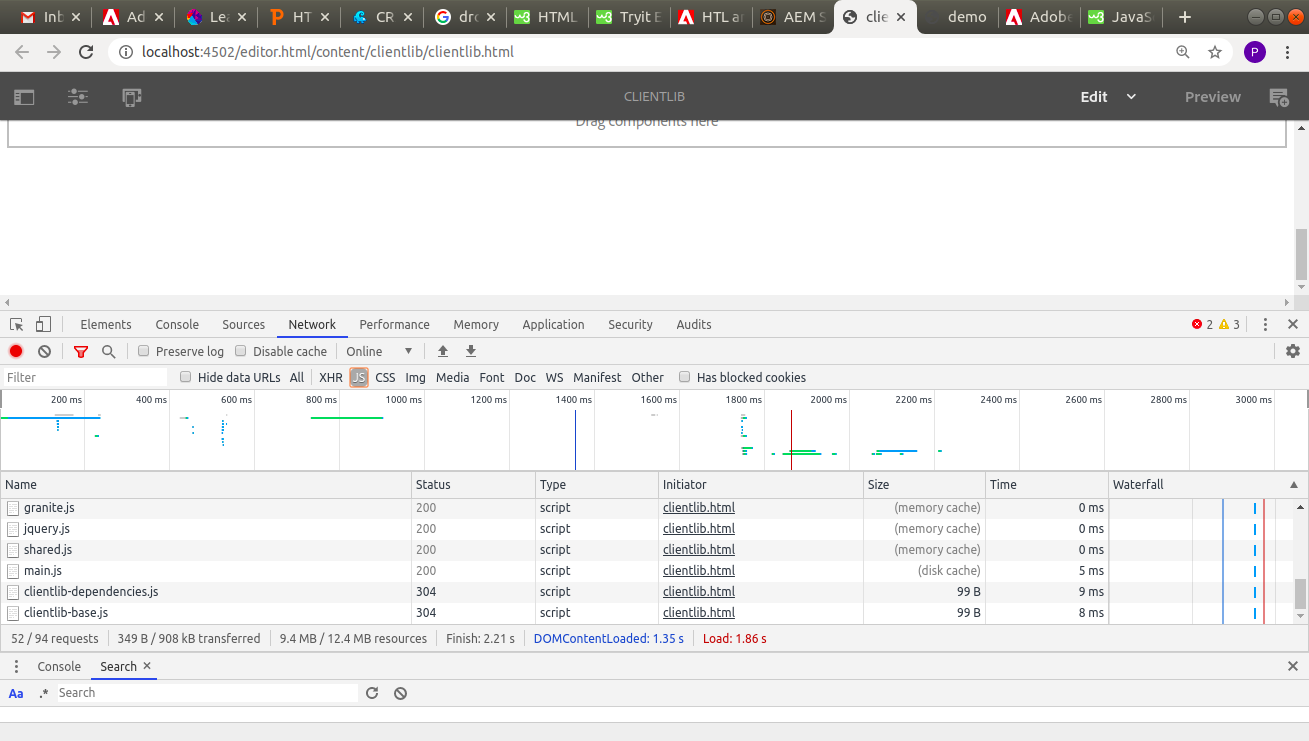 Inb Ad Lea HT CR dro HTML Tryit E HTL a AEM S clie demo Adobe JavaS
localhost:4502/editor.html/content/clientlib/clientlib.html P
CLIENTLIB Edit Preview
Drag components here
Elements Console Sources Network Performance Memory Application Security Audits 2 3
Preserve log Disable cache Online
Filter Hide data URLs All XHR JS CSS Img Media Font Doc WS Manifest Other Has blocked cookies
200 ms 400 ms 600 ms 800 ms 1000 ms 1200 ms 1400 ms 1600 ms 1800 ms 2000 ms 2200 ms 2400 ms 2600 ms 2800 ms 3000 ms
Name Status Type Initiator Size Time Waterfall
granite.js 200 script clientlib.html (memory cache) 0 ms
jquery.js 200 script clientlib.html (memory cache) 0 ms
shared.js 200 script clientlib.html (memory cache) 0 ms
main.js 200 script clientlib.html (disk cache) 5 ms
clientlib-dependencies.js 304 script clientlib.html 99 B 9 ms
clientlib-base.js 304 script clientlib.html 99 B 8 ms
52 / 94 requests 349 B / 908 kB transferred 9.4 MB / 12.4 MB resources Finish: 2.21 s DOMContentLoaded: 1.35 s Load: 1.86 s
Console Search
Aa .* Search